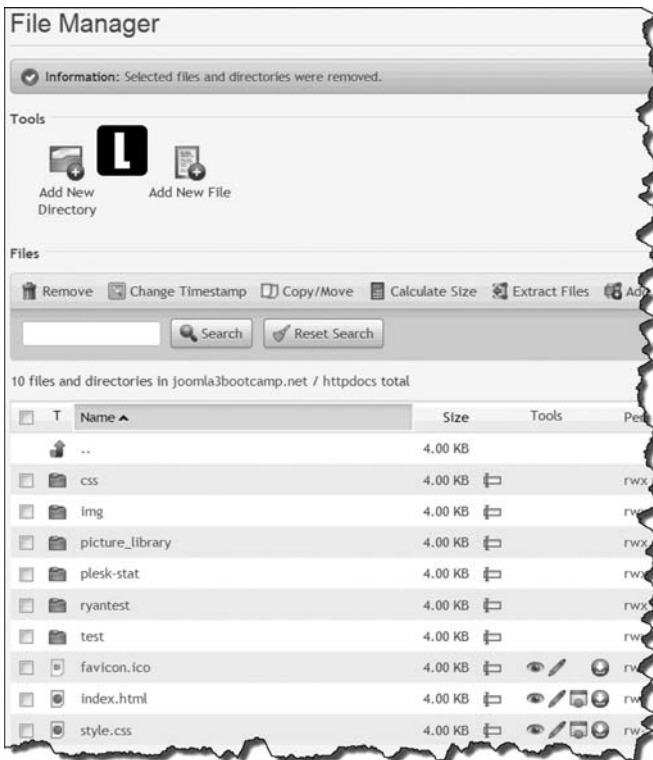 File Manager
Information: Selected files and directories were removed.
Tools
L
Add New Directory
Add New File
Files
Remove Change Timestamp Copy/Move Calculate Size Extract Files
Search Reset Search
10 files and directories in joomla3bootcamp.net / httpdocs total
T Name Size Tools
.. 4.00 KB
css 4.00 KB rwx
img 4.00 KB
picture_library 4.00 KB rwx
plesk-stat 4.00 KB
ryantest 4.00 KB rwx
test 4.00 KB
favicon.ico 4.00 KB
index.html 4.00 KB
style.css 4.00 KB